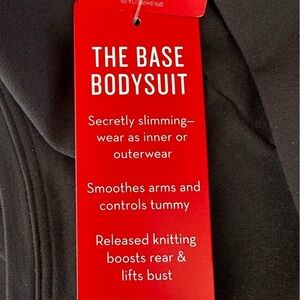 THE BASE
BODYSUIT
Secretly slimming—
wear as inner or
outerwear
Smoothes arms and
controls tummy
Released knitting
boosts rear &
lifts bust